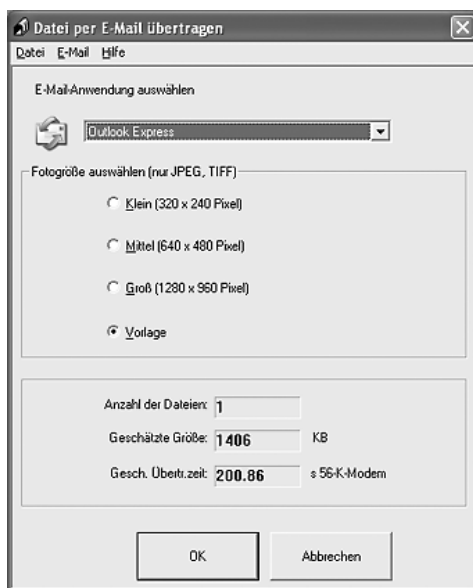 Datei per E-Mail übertragen
Datei E-Mail Hilfe
E-Mail-Anwendung auswählen
Outlook Express
Fotogröße auswählen (nur JPEG, TIFF)
Klein (320 x 240 Pixel)
Mittel (640 x 480 Pixel)
Groß (1280 x 960 Pixel)
Vorlage
Anzahl der Dateien: 1
Geschätzte Größe: 1406 KB
Gesch. Übertr.zeit: 200.86 s 56-K-Modem
OK Abbrechen